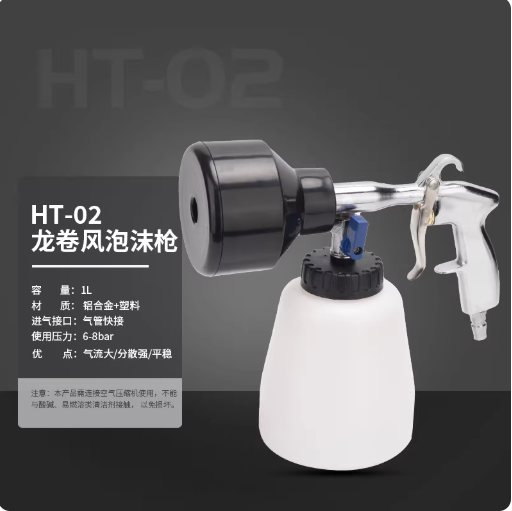 HT-02
HT-02
龙卷风泡沫枪
容 量：1L
材 质：铝合金+塑料
进气接口：气管快接
使用压力：6-8bar
优 点：气流大/分散强/平稳
注意：本产品需连接空气压缩机使用，不能
与酸碱、易燃溶类清洁剂接触，以免损坏。